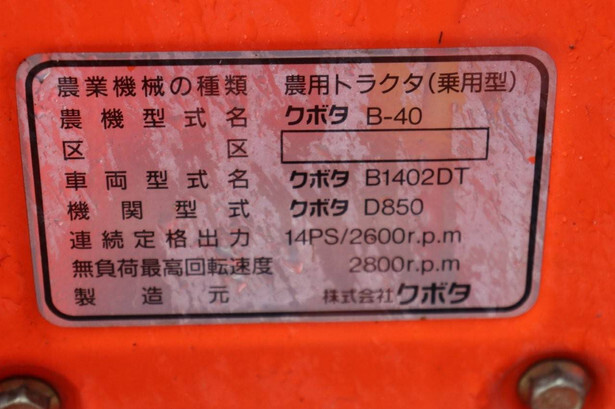 農業機械の種類 農用トラクタ(乗用型)
農機型式名 クボタ B-40
区 区
車両型式名 クボタ B1402DT
機関型式 クボタ D850
連続定格出力 14PS/2600r.p.m
無負荷最高回転速度 2800r.p.m
製造元 株式会社クボタ